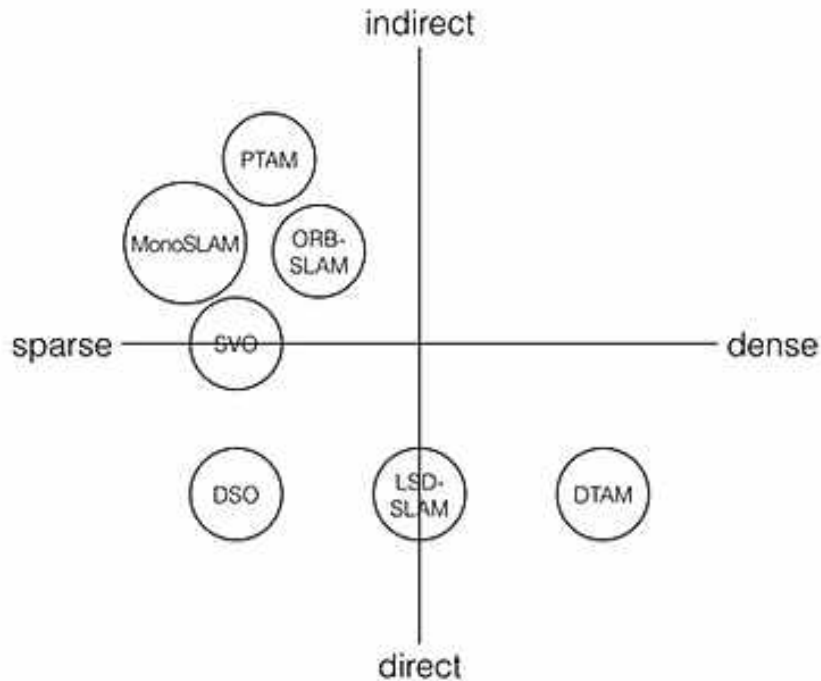 indirect
PTAM
MonoSLAM
ORB-
SLAM
sparse
SVO
dense
DSO
LSD-
SLAM
DTAM
direct